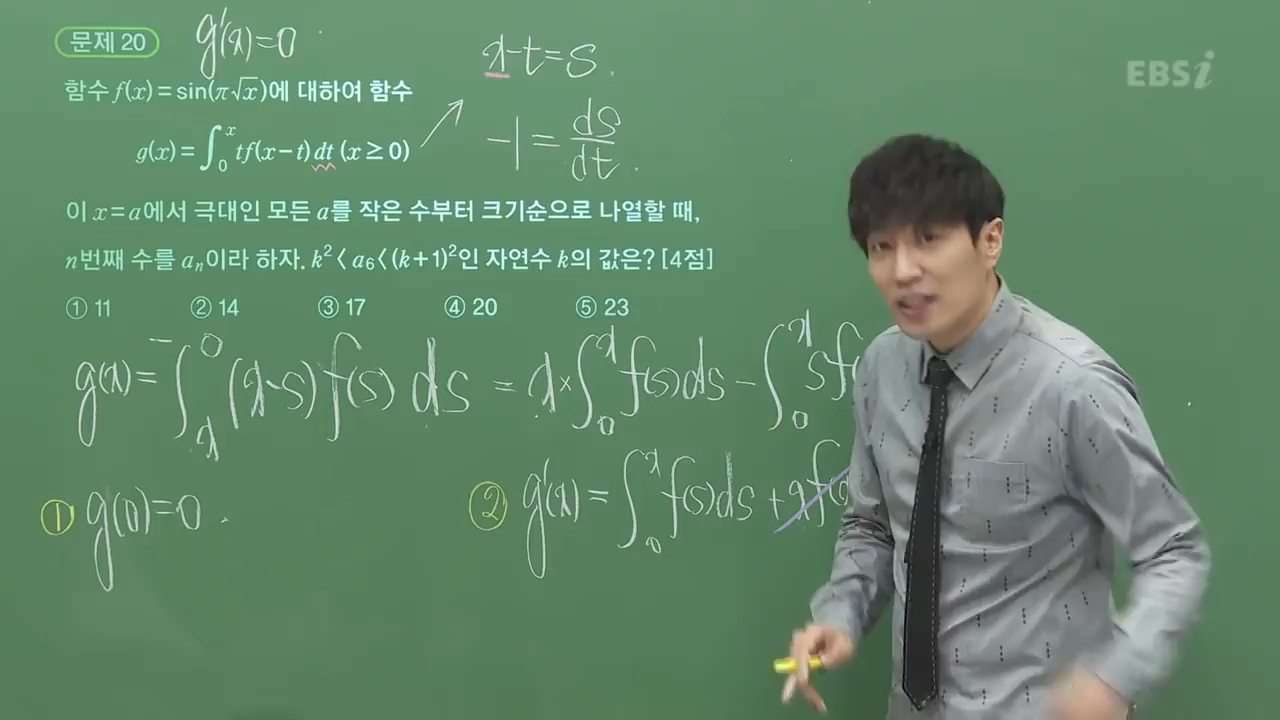 문제 20
g'(x)=0
x-t=s
EBSi
함수 f(x)=sin(π√x)에 대하여 함수
-1=ds/dt
g(x)=∫₀ˣ tf(x-t)dt (x≥0)
이 x=a에서 극대인 모든 a를 작은 수부터 크기순으로 나열할 때,
n번째 수를 aₙ이라 하자. k²<a₆<(k+1)²인 자연수 k의 값은? [4점]
① 11 ② 14 ③ 17 ④ 20 ⑤ 23
g(x)=-∫ₓ⁰(x-s)f(s)ds = x×∫₀ˣf(s)ds-∫₀ˣsf
① g(0)=0
② g'(x)=∫₀ˣf(s)ds+xf(